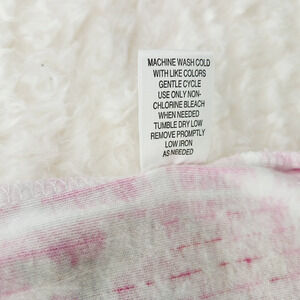 MACHINE WASH COLD
WITH LIKE COLORS
GENTLE CYCLE
USE ONLY NON-
CHLORINE BLEACH
WHEN NEEDED
TUMBLE DRY LOW
REMOVE PROMPTLY
LOW IRON
AS NEEDED